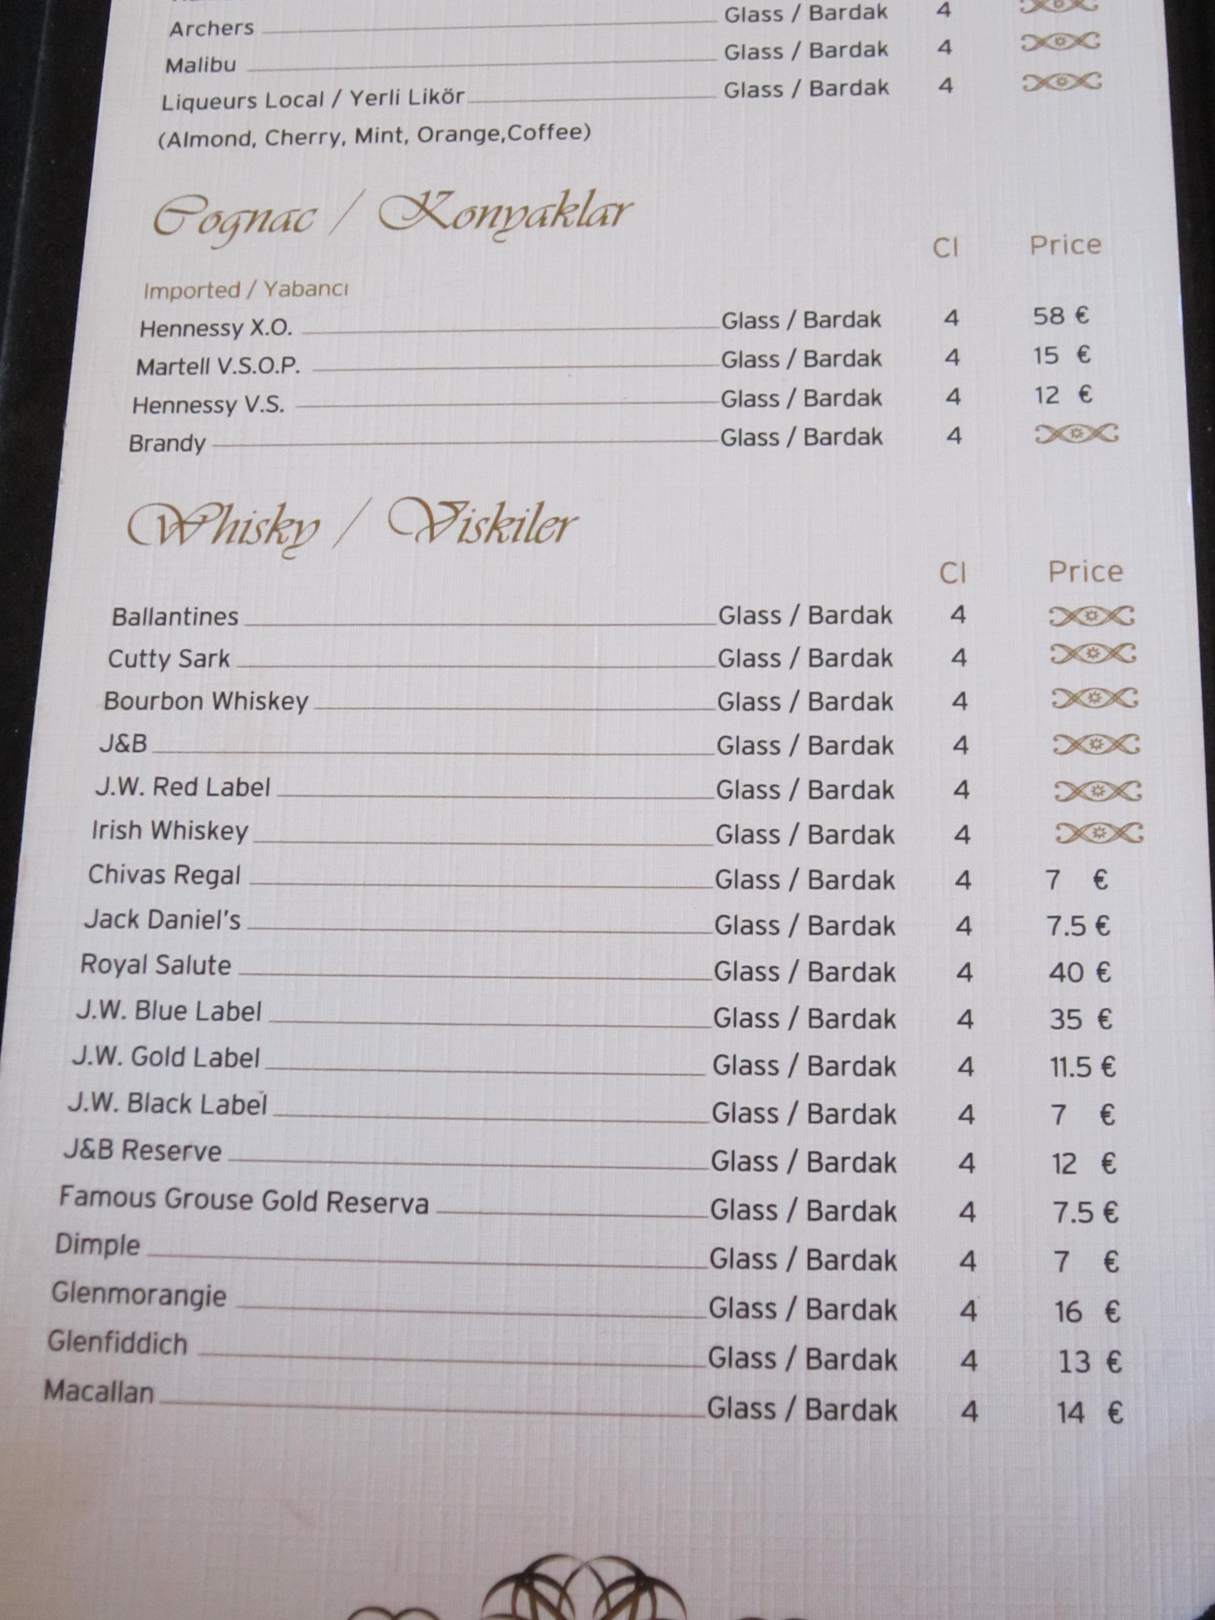 Glass / Bardak 4
Archers Glass / Bardak 4
Malibu Glass / Bardak 4
Liqueurs Local / Yerli Likör
(Almond, Cherry, Mint, Orange,Coffee)
Cognac / Konyaklar
Cl Price
Imported / Yabancı
Hennessy X.O. Glass / Bardak 4 58 €
Martell V.S.O.P. Glass / Bardak 4 15 €
Hennessy V.S. Glass / Bardak 4 12 €
Brandy Glass / Bardak 4
Whisky / Viskiler
Cl Price
Ballantines Glass / Bardak 4
Cutty Sark Glass / Bardak 4
Bourbon Whiskey Glass / Bardak 4
J&B Glass / Bardak 4
J.W. Red Label Glass / Bardak 4
Irish Whiskey Glass / Bardak 4
Chivas Regal Glass / Bardak 4 7 €
Jack Daniel's Glass / Bardak 4 7.5 €
Royal Salute Glass / Bardak 4 40 €
J.W. Blue Label Glass / Bardak 4 35 €
J.W. Gold Label Glass / Bardak 4 11.5 €
J.W. Black Label Glass / Bardak 4 7 €
J&B Reserve Glass / Bardak 4 12 €
Famous Grouse Gold Reserva Glass / Bardak 4 7.5 €
Dimple Glass / Bardak 4 7 €
Glenmorangie Glass / Bardak 4 16 €
Glenfiddich Glass / Bardak 4 13 €
Macallan Glass / Bardak 4 14 €